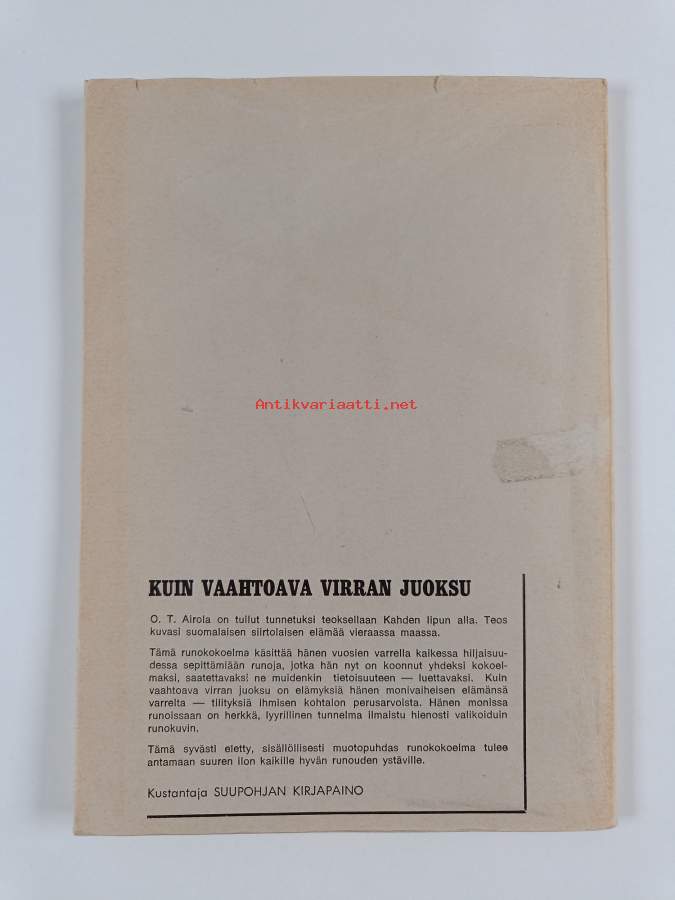 Antikvariaatti.net
KUIN VAAHTOAVA VIRRAN JUOKSU
O. T. Airola on tullut tunnetuksi teoksellaan Kahden lipun alla. Teos
kuvasi suomalaisen siirtolaisen elämää vieraassa maassa.
Tämä runokokoelma käsittää hänen vuosien varrella kaikessa hiljaisuu-
dessa sepittämiään runoja, jotka hän nyt on koonnut yhdeksi kokoel-
maksi, saatettavaksi ne muidenkin tietoisuuteen — luettavaksi. Kuin
vaahtoava virran juoksu on elämyksiä hänen monivaiheisen elämänsä
varrelta — tilityksiä ihmisen kohtalon perusarvoista. Hänen monissa
runoissaan on herkkä, lyyrillinen tunnelma ilmaistu hienosti valikoiduin
runokuvin.
Tämä syvästi eletty, sisällöllisesti muotopuhdas runokokoelma tulee
antamaan suuren ilon kaikille hyvän runouden ystäville.
Kustantaja SUUPOHJAN KIRJAPAINO